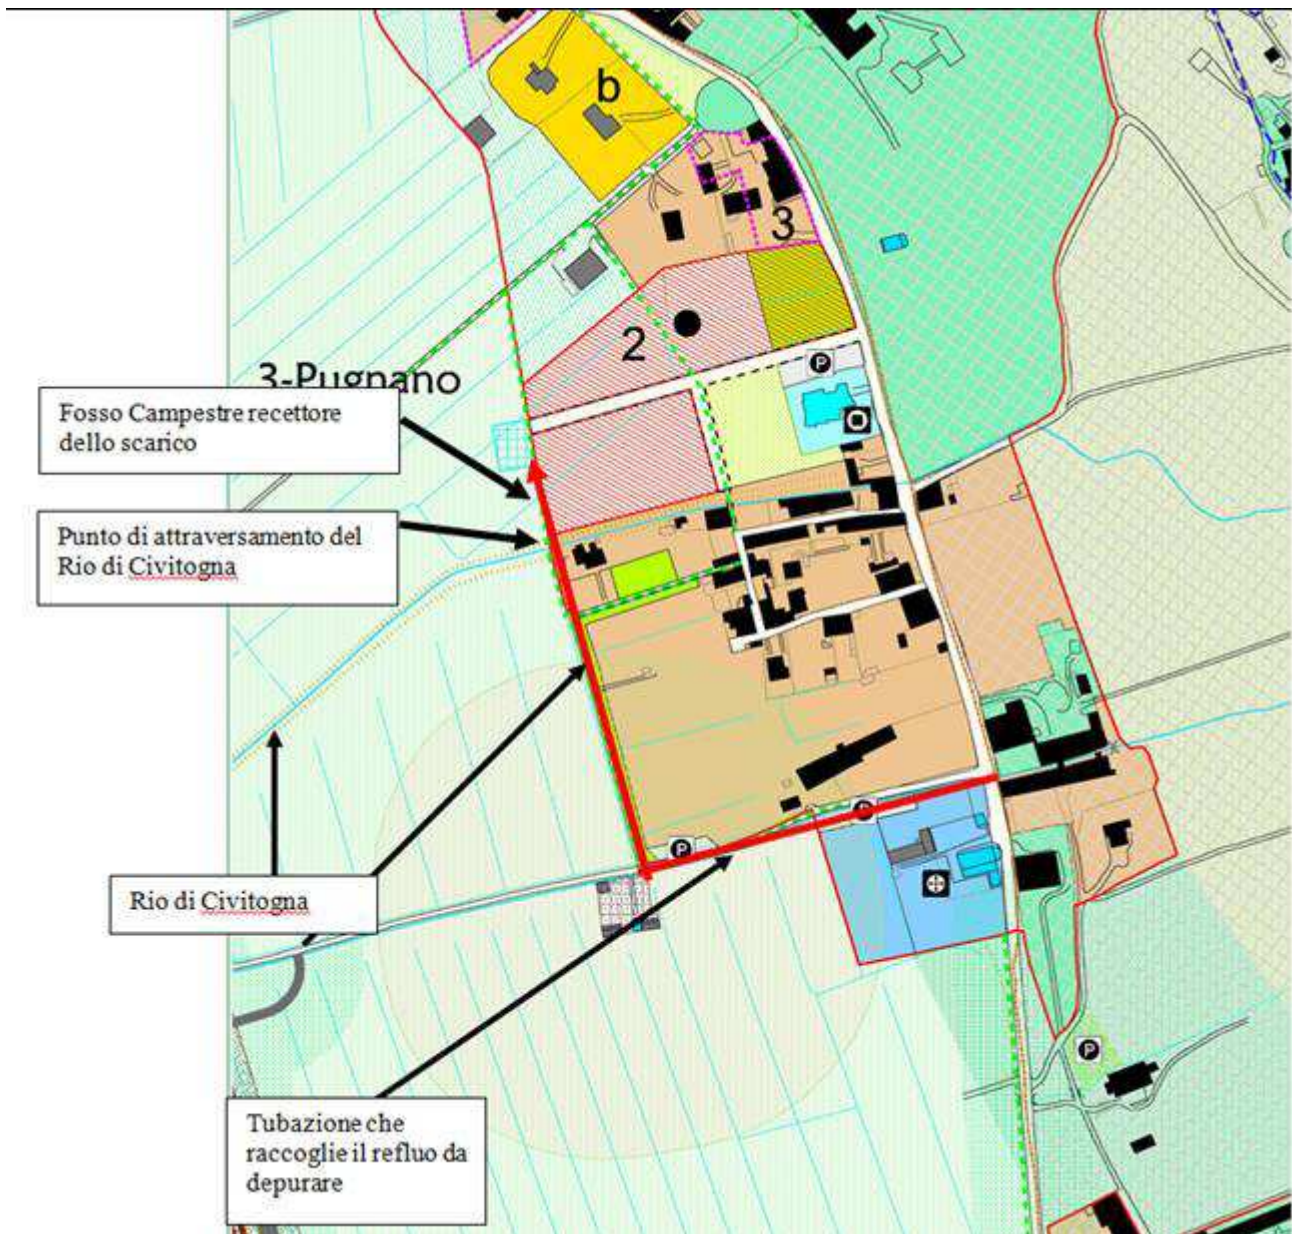 b
3
2
3-Pugnano
Fosso Campestre recettore
dello scarico
Punto di attraversamento del
Rio di Civitogna
P
Rio di Civitogna
P
P
P
Tubazione che
raccoglie il refluo da
depurare